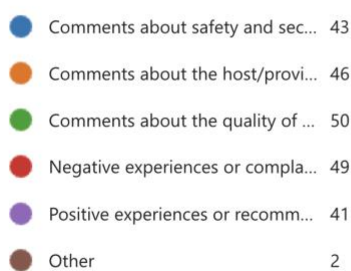 Comments about safety and sec... 43
Comments about the host/provi... 46
Comments about the quality of ... 50
Negative experiences or compla... 49
Positive experiences or recomm... 41
Other 2